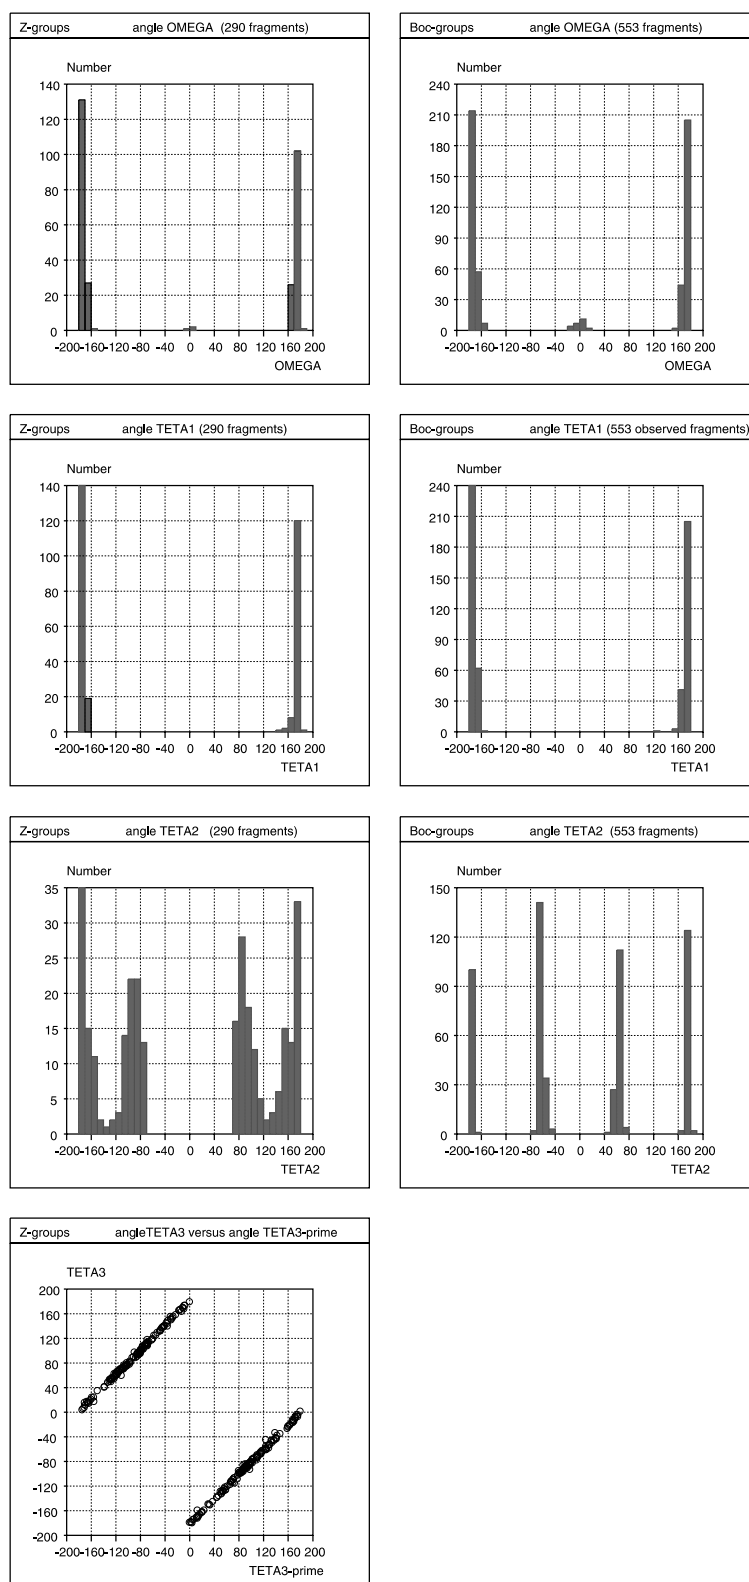 Z-groups angle OMEGA (290 fragments)
Number
140
120
100
80
60
40
20
0
-200 -160 -120 -80 -40 0 40 80 120 160 200
OMEGA
Boc-groups angle OMEGA (553 fragments)
Number
240
210
180
150
120
90
60
30
0
-200 -160 -120 -80 -40 0 40 80 120 160 200
OMEGA
Z-groups angle TETA1 (290 fragments)
Number
140
120
100
80
60
40
20
0
-200 -160 -120 -80 -40 0 40 80 120 160 200
TETA1
Boc-groups angle TETA1 (553 observed fragments)
Number
240
210
180
150
120
90
60
30
0
-200 -160 -120 -80 -40 0 40 80 120 160 200
TETA1
Z-groups angle TETA2 (290 fragments)
Number
35
30
25
20
15
10
5
0
-200 -160 -120 -80 -40 0 40 80 120 160 200
TETA2
Boc-groups angle TETA2 (553 fragments)
Number
150
120
90
60
30
0
-200 -160 -120 -80 -40 0 40 80 120 160 200
TETA2
Z-groups angleTETA3 versus angle TETA3-prime
TETA3
200
160
120
80
40
0
-40
-80
-120
-160
-200
-200 -160 -120 -80 -40 0 40 80 120 160 200
TETA3-prime